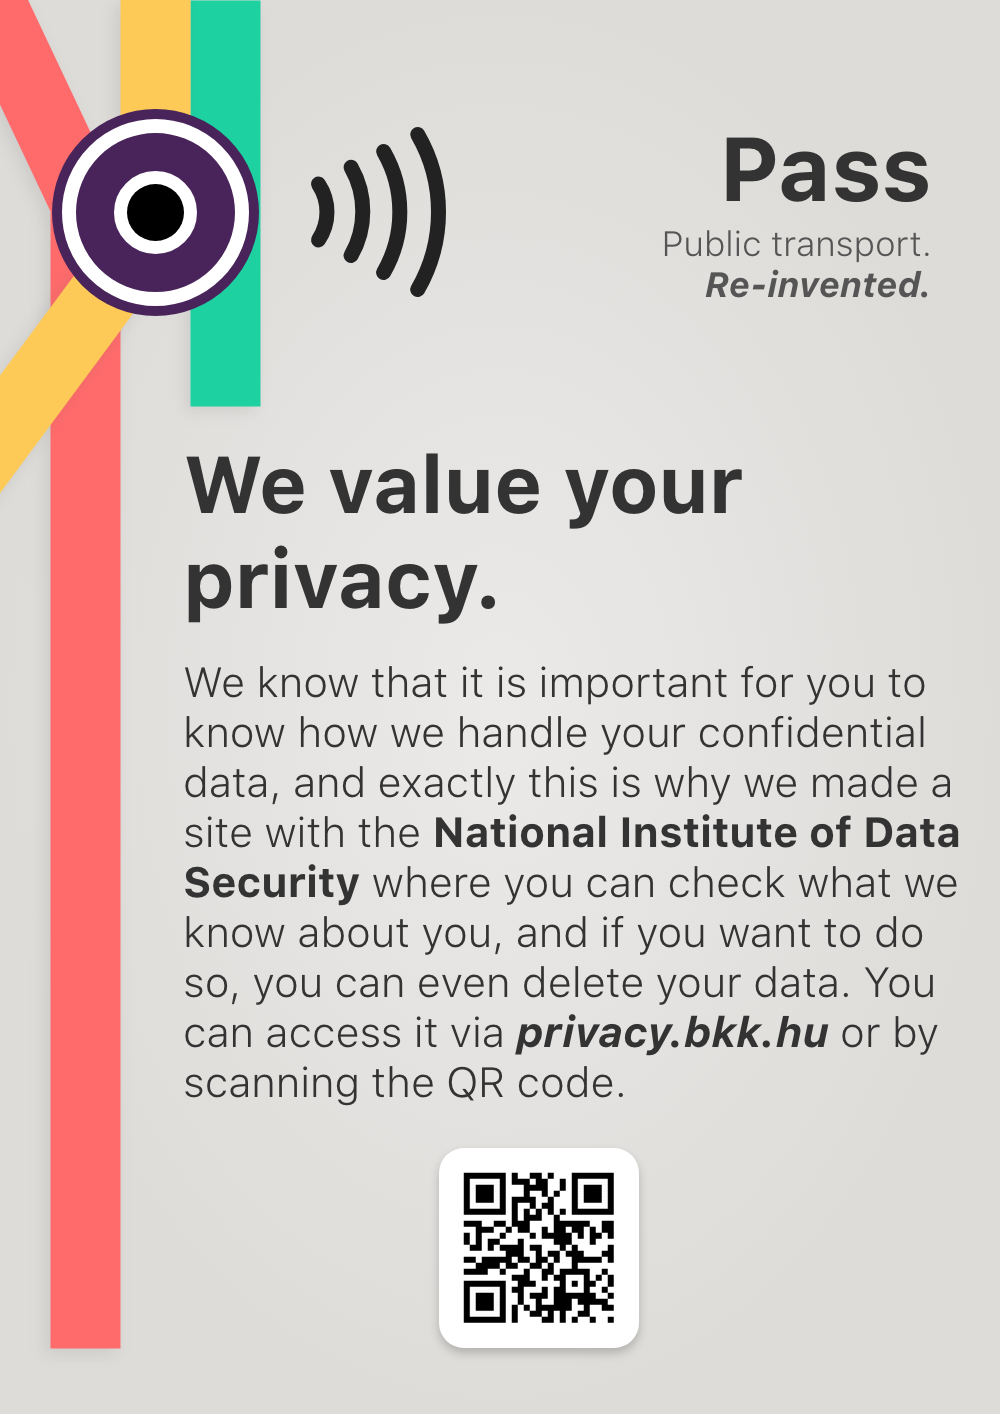 Pass
Public transport.
Re-invented.
We value your
privacy.
We know that it is important for you to
know how we handle your confidential
data, and exactly this is why we made a
site with the National Institute of Data
Security where you can check what we
know about you, and if you want to do
so, you can even delete your data. You
can access it via privacy.bkk.hu or by
scanning the QR code.